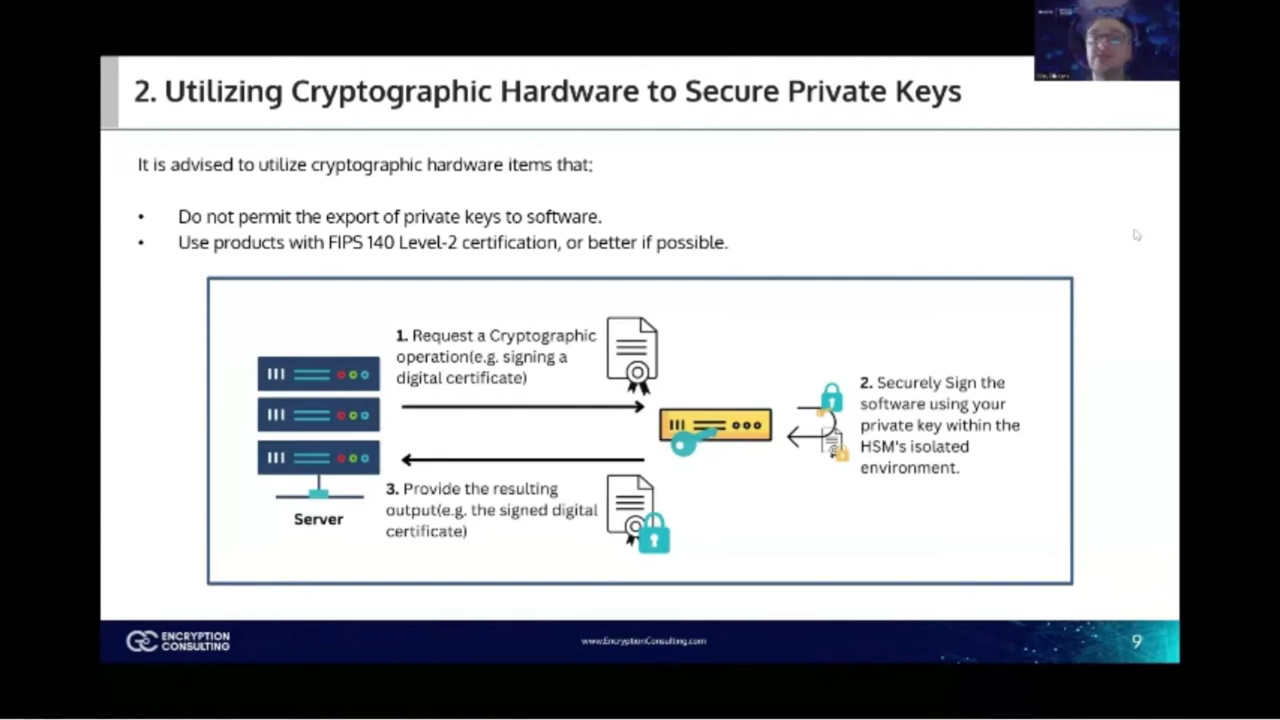 2. Utilizing Cryptographic Hardware to Secure Private Keys
It is advised to utilize cryptographic hardware items that:
• Do not permit the export of private keys to software.
• Use products with FIPS 140 Level-2 certification, or better if possible.
1. Request a Cryptographic
operation(e.g. signing a
digital certificate)
2. Securely Sign the
software using your
private key within the
HSM's isolated
environment.
3. Provide the resulting
output(e.g. the signed digital
certificate)
Server
ENCRYPTION
CONSULTING
www.EncryptionConsulting.com
9